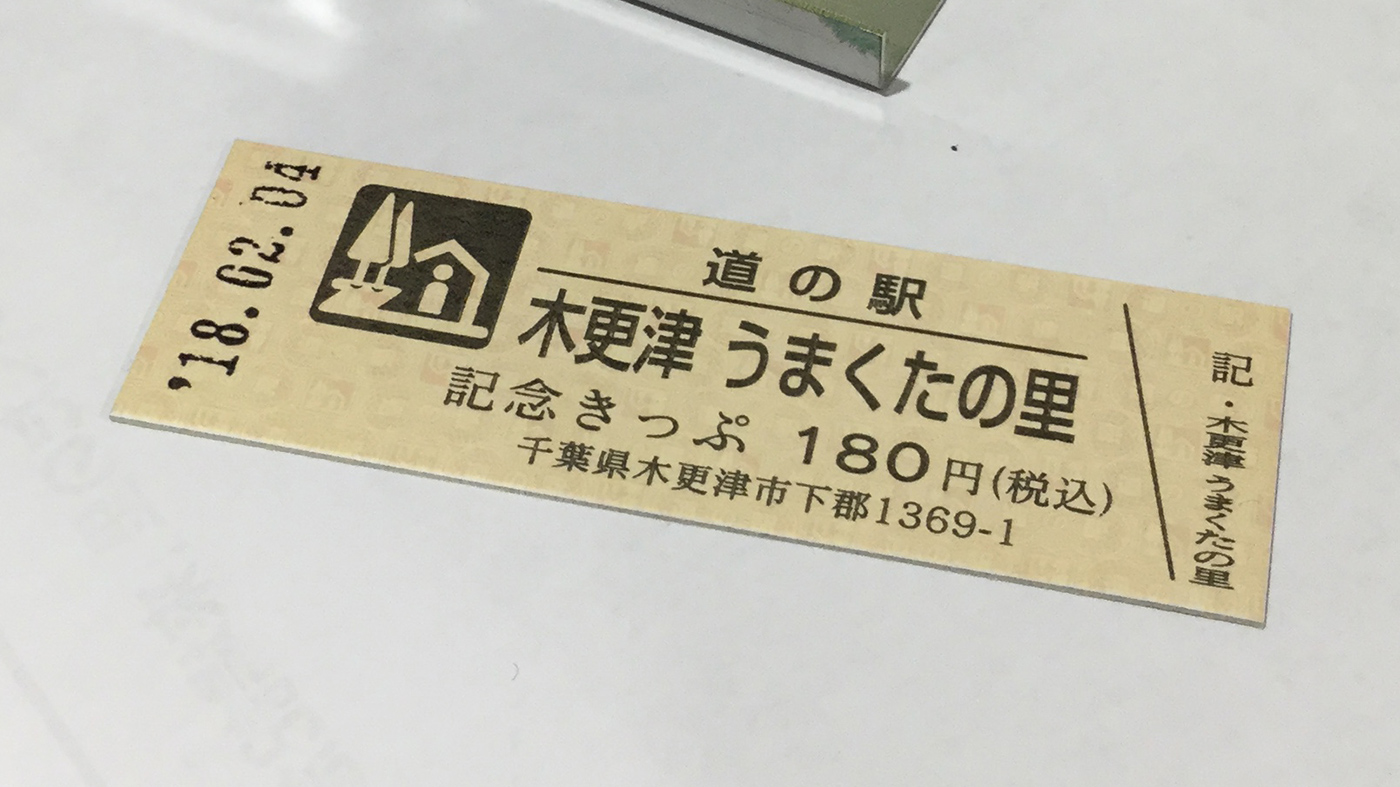 '18.02.04
道の駅
木更津 うまくたの里
記念きっぷ 180円(税込)
千葉県木更津市下郡1369-1
記・木更津うまくたの里